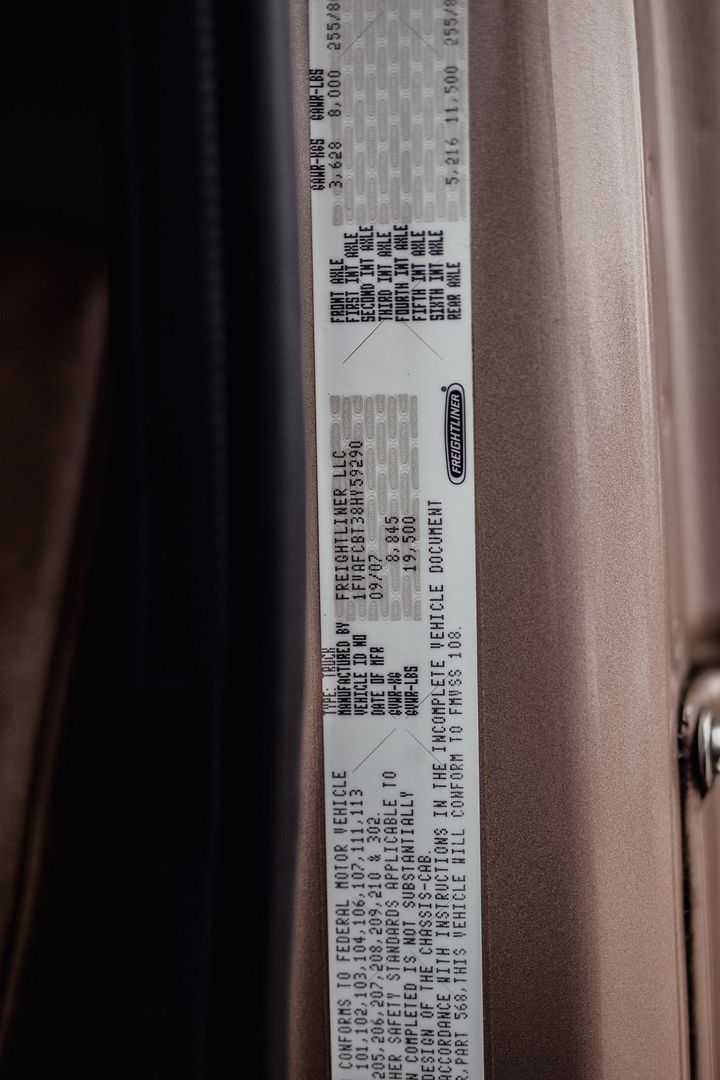 CONFORMS TO FEDERAL MOTOR VEHICLE
101,102,103,104,106,107,111,113
205,206,207,208,209,210 & 302.
HER SAFETY STANDARDS APPLICABLE TO
N COMPLETED IS NOT SUBSTANTIALLY
DESIGN OF THE CHASSIS-CAB.
ACCORDANCE WITH INSTRUCTIONS IN THE INCOMPLETE VEHICLE DOCUMENT
R,PART 568,THIS VEHICLE WILL CONFORM TO FMVSS 108.
TYPE: TRUCK
MANUFACTURED BY FREIGHTLINER LLC
VEHICLE ID NO 1FVAFCBT38HY59290
DATE OF MFR 09/07
GVWR-KG 8,845
GVWR-LBS 19,500
FREIGHTLINER®
GAWR-KGS GAWR-LBS
FRONT AXLE 3,628 8,000 255/8
FIRST INT AXLE
SECOND INT AXLE
THIRD INT AXLE
FOURTH INT AXLE
FIFTH INT AXLE
SIXTH INT AXLE
REAR AXLE 5,216 11,500 255/8